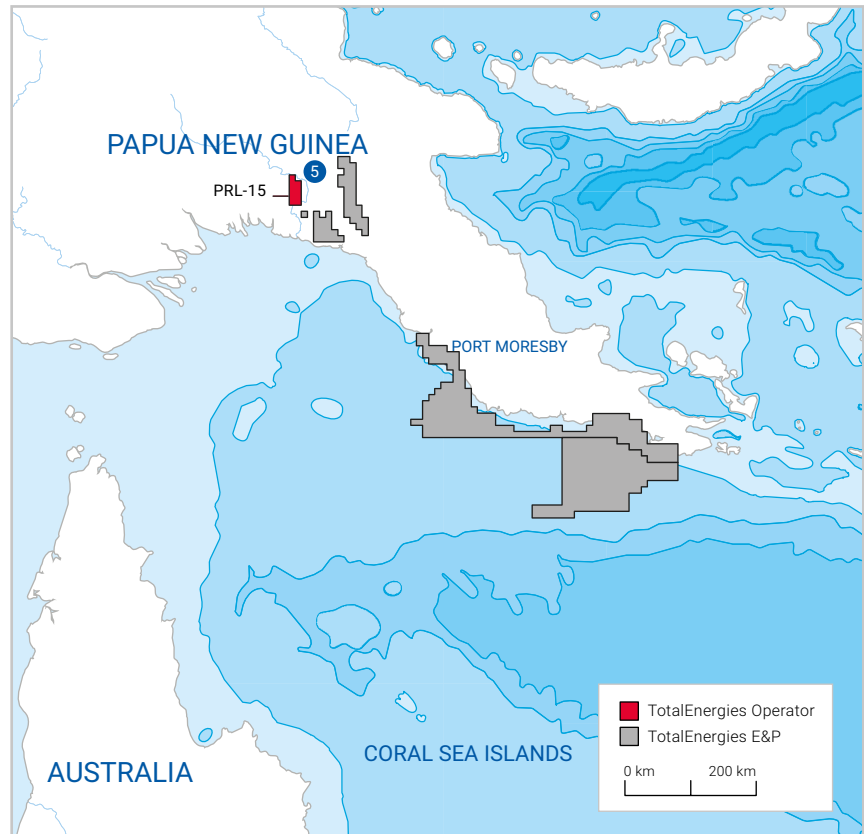 PAPUA NEW GUINEA
5
PRL-15
PORT MORESBY
CORAL SEA ISLANDS
AUSTRALIA
TotalEnergies Operator
TotalEnergies E&P
0 km 200 km